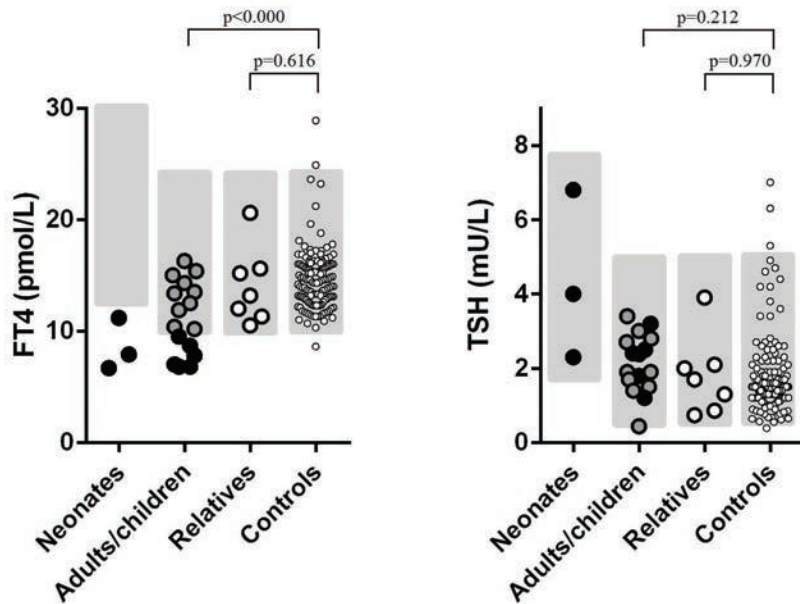 p<0.000
p=0.616
FT4 (pmol/L)
30
20
10
0
Neonates
Adults/children
Relatives
Controls
p=0.212
p=0.970
TSH (mU/L)
8
6
4
2
0
Neonates
Adults/children
Relatives
Controls